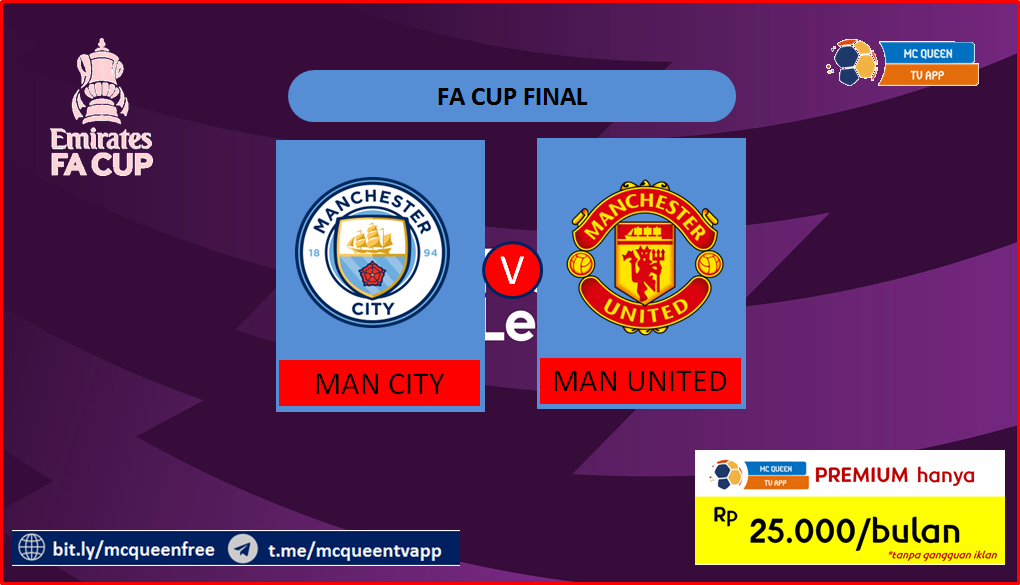 Emirates
FA CUP
FA CUP FINAL
MC QUEEN
TV APP
MANCHESTER
18 94
CITY
MAN CITY
V
Le
MANCHESTER
UNITED
MAN UNITED
MC QUEEN
TV APP
PREMIUM hanya
Rp 25.000/bulan
*tanpa gangguan iklan
bit.ly/mcqueenfree
t.me/mcqueentvapp